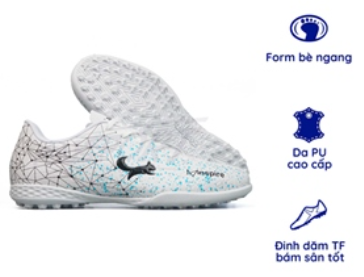 Form bè ngang
Da PU
cao cấp
Đinh dăm TF
bám sân tốt